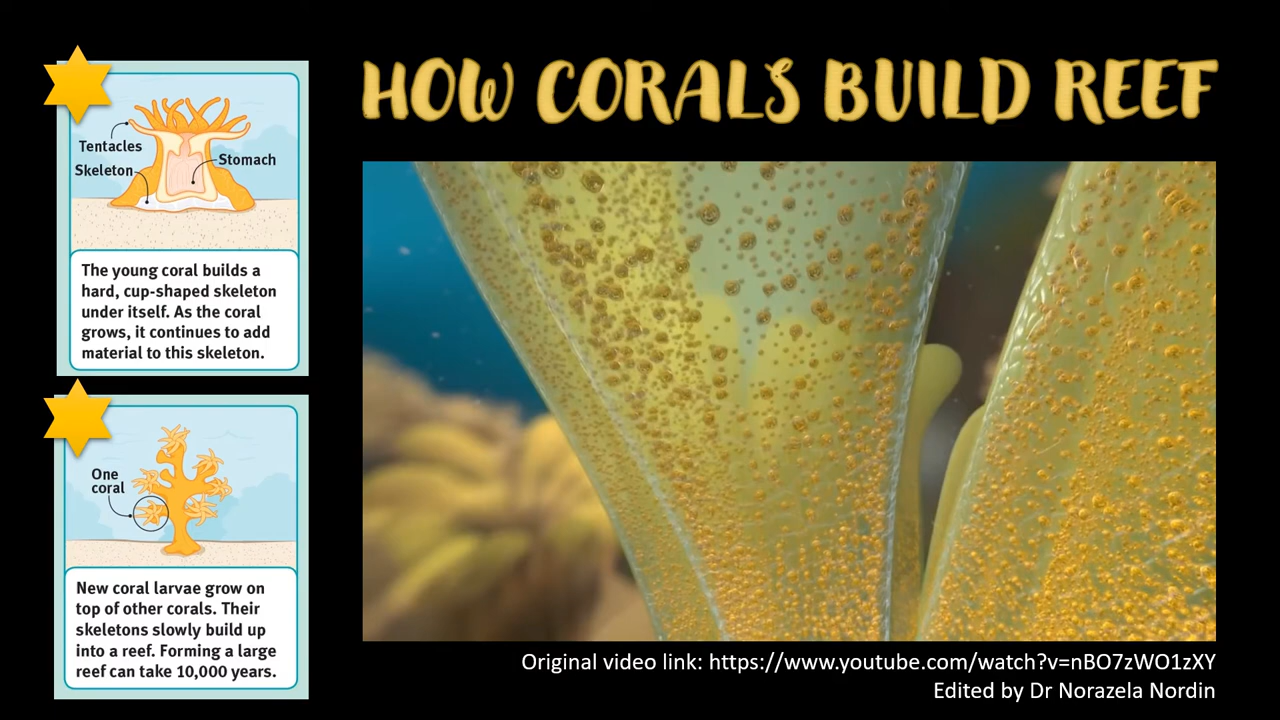 HOW CORALS BUILD REEF
Tentacles
Skeleton
Stomach
The young coral builds a
hard, cup-shaped skeleton
under itself. As the coral
grows, it continues to add
material to this skeleton.
One
coral
New coral larvae grow on
top of other corals. Their
skeletons slowly build up
into a reef. Forming a large
reef can take 10,000 years.
Original video link: https://www.youtube.com/watch?v=nBO7zWO1zXY
Edited by Dr Norazela Nordin